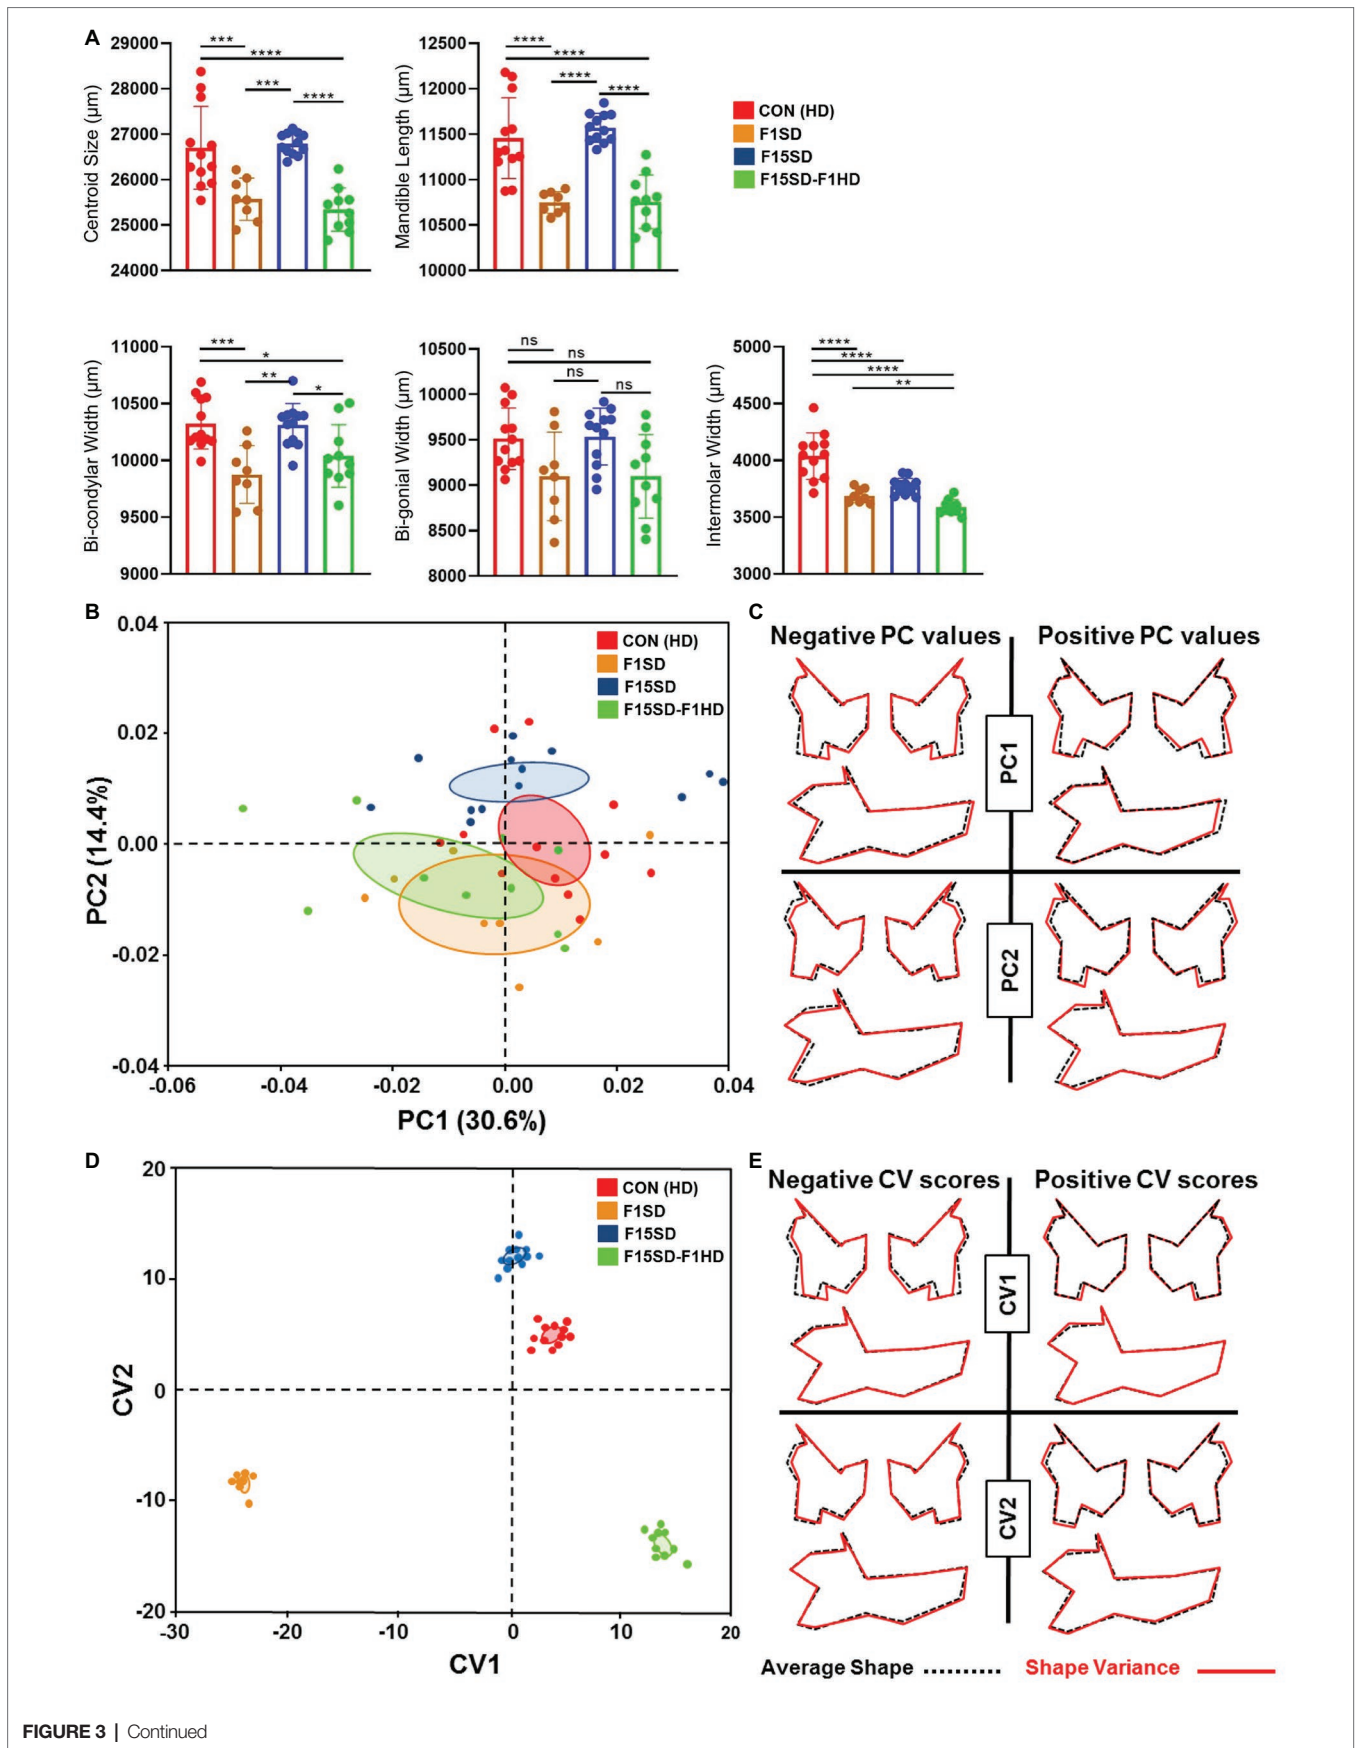 A
29000
28000
27000
26000
25000
24000
Centroid Size (µm)
***
****
***
****
12500
12000
11500
11000
10500
10000
Mandible Length (µm)
****
****
****
****
CON (HD)
F1SD
F15SD
F15SD-F1HD
11000
10500
10000
9500
9000
Bi-condylar Width (µm)
***
*
**
*
10500
10000
9500
9000
8500
8000
Bi-gonial Width (µm)
ns
ns
ns
ns
5000
4500
4000
3500
3000
Intermolar Width (µm)
****
****
****
**
B
0.04
0.02
0.00
-0.02
-0.04
PC2 (14.4%)
CON (HD)
F1SD
F15SD
F15SD-F1HD
-0.06 -0.04 -0.02 0.00 0.02 0.04
PC1 (30.6%)
C
Negative PC values Positive PC values
PC1
PC2
D
20
10
0
-10
-20
CV2
CON (HD)
F1SD
F15SD
F15SD-F1HD
-30 -20 -10 0 10 20
CV1
E
Negative CV scores Positive CV scores
CV1
CV2
Average Shape Shape Variance
FIGURE 3 | Continued